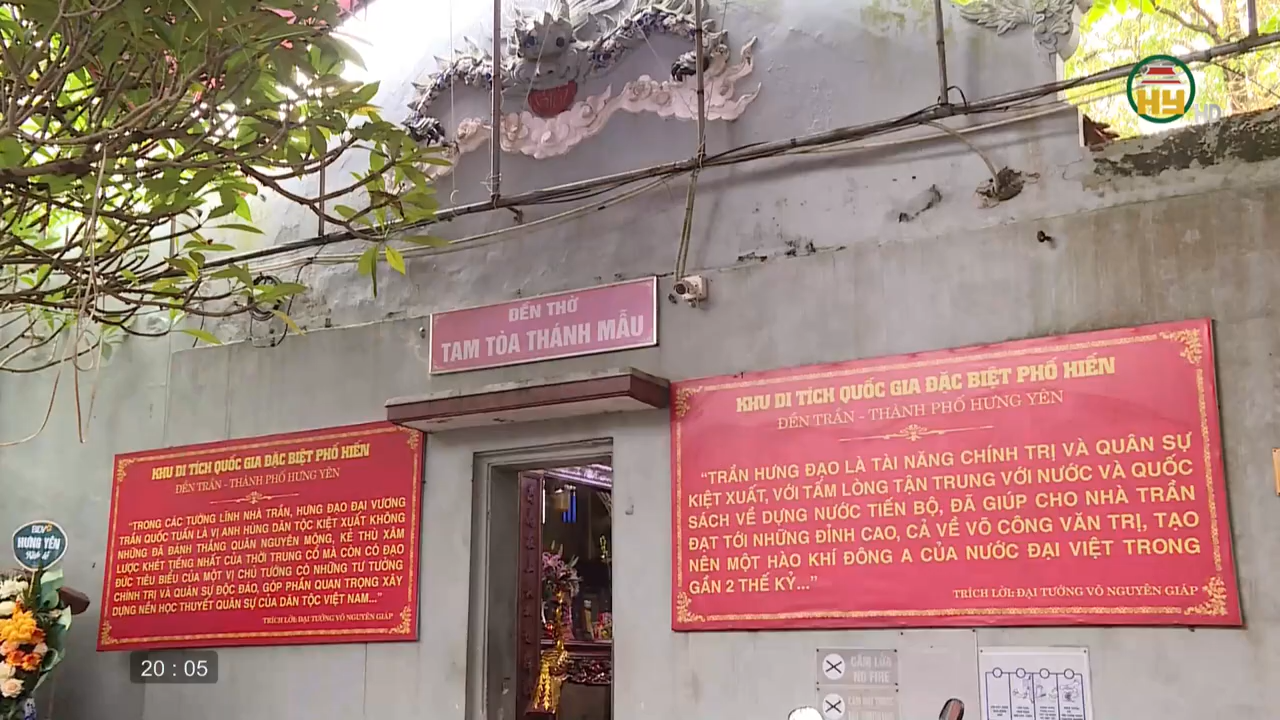 HY HD
ĐỀN THỜ
TAM TÒA THÁNH MẪU
KHU DI TÍCH QUỐC GIA ĐẶC BIỆT PHỐ HIẾN
ĐỀN TRẦN - THÀNH PHỐ HƯNG YÊN
"TRONG CÁC TƯỚNG LĨNH NHÀ TRẦN, HƯNG ĐẠO ĐẠI VƯƠNG
TRẦN QUỐC TUẤN LÀ VỊ ANH HÙNG DÂN TỘC KIỆT XUẤT KHÔNG
NHỮNG ĐÃ ĐÁNH THẮNG QUÂN NGUYÊN MÔNG, KẺ THÙ XÂM
LƯỢC KHÉT TIẾNG NHẤT CỦA THỜI TRUNG CỔ MÀ CÒN CÓ ĐẠO
ĐỨC TIÊU BIỂU CỦA MỘT VỊ CHỦ TƯỚNG CÓ NHỮNG TƯ TƯỞNG
CHÍNH TRỊ VÀ QUÂN SỰ ĐỘC ĐÁO, GÓP PHẦN QUAN TRỌNG XÂY
DỰNG NỀN HỌC THUYẾT QUÂN SỰ CỦA DÂN TỘC VIỆT NAM..."
TRÍCH LỜI: ĐẠI TƯỚNG VÕ NGUYÊN GIÁP
KHU DI TÍCH QUỐC GIA ĐẶC BIỆT PHỐ HIẾN
ĐỀN TRẦN - THÀNH PHỐ HƯNG YÊN
"TRẦN HƯNG ĐẠO LÀ TÀI NĂNG CHÍNH TRỊ VÀ QUÂN SỰ
KIỆT XUẤT, VỚI TẤM LÒNG TẬN TRUNG VỚI NƯỚC VÀ QUỐC
SÁCH VỀ DỰNG NƯỚC TIẾN BỘ, ĐÃ GIÚP CHO NHÀ TRẦN
ĐẠT TỚI NHỮNG ĐỈNH CAO, CẢ VỀ VÕ CÔNG VĂN TRỊ, TẠO
NÊN MỘT HÀO KHÍ ĐÔNG A CỦA NƯỚC ĐẠI VIỆT TRONG
GẦN 2 THẾ KỶ..."
TRÍCH LỜI: ĐẠI TƯỚNG VÕ NGUYÊN GIÁP
BIDV
HƯNG YÊN
Kính lễ
20 : 05
CẤM LỬA
NO FIRE